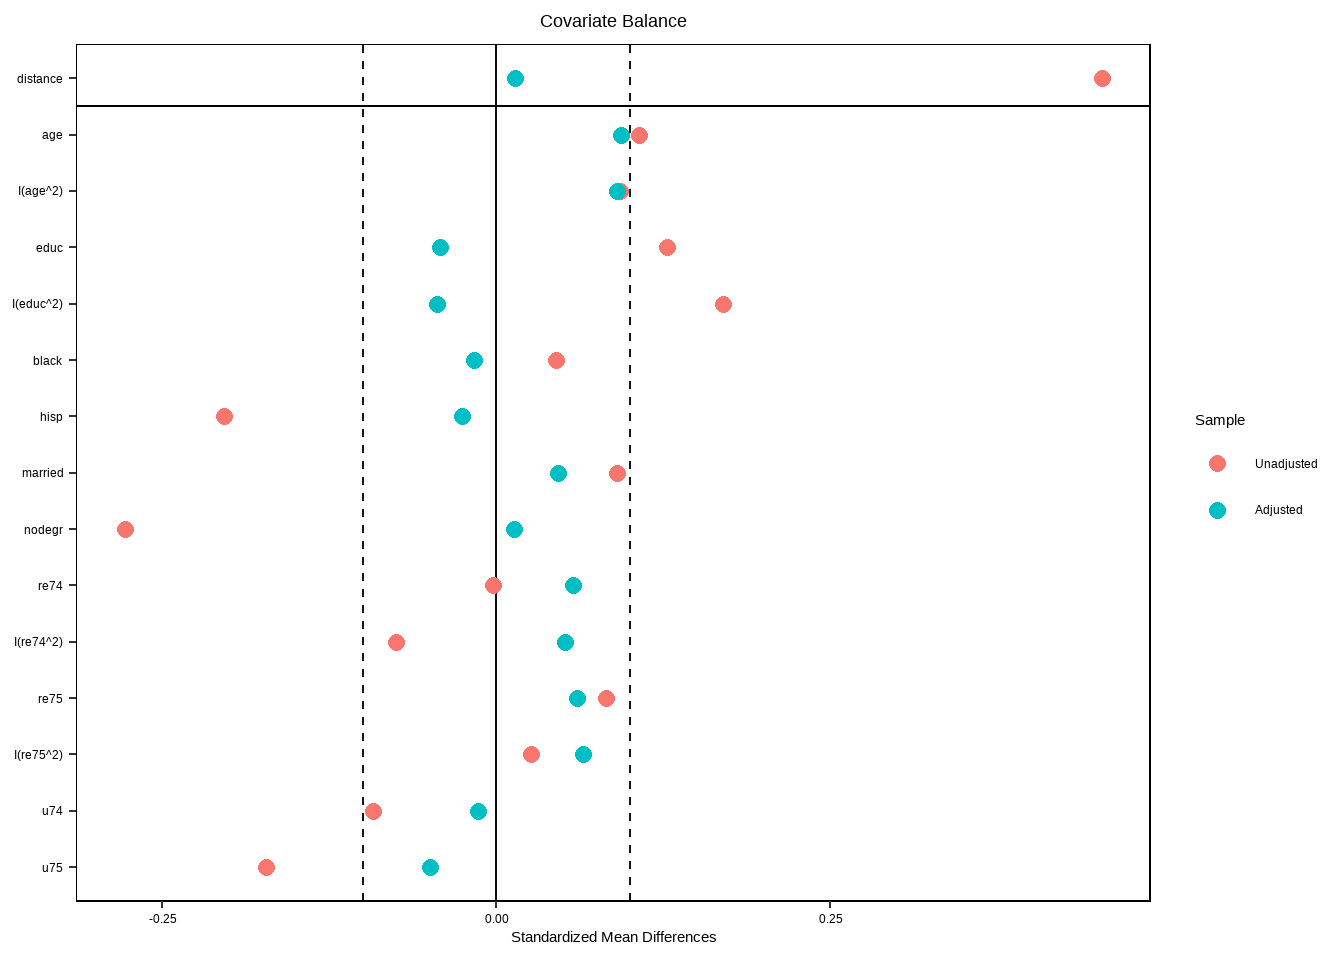 Covariate Balance
distance
age
I(age^2)
educ
I(educ^2)
black
hisp
married
nodegr
re74
I(re74^2)
re75
I(re75^2)
u74
u75
-0.25
0.00
0.25
Standardized Mean Differences
Sample
Unadjusted
Adjusted